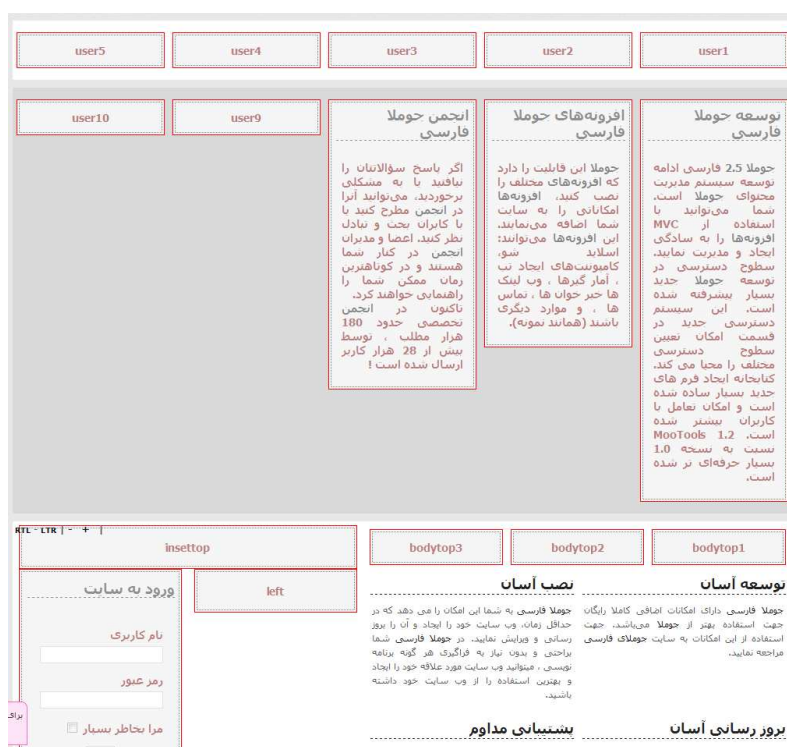 user1
user2
user3
user4
user5
توسعه جوملا
فارسی
جوملا 2.5 فارسی ادامه
توسعه سیستم مدیریت
محتوای جوملا است.
شما می‌توانید با
استفاده از MVC
افزونه‌ها را به سادگی
ایجاد و مدیریت نمایید.
سطوح دسترسی در
توسعه جوملا جدید
بسیار پیشرفته شده
است. این سیستم
دسترسی جدید در
قسمت امکان تعیین
سطوح دسترسی
مختلف را محیا می کند.
کتابخانه ایجاد فرم های
جدید بسیار ساده شده
است و امکان تعامل با
کاربران بیشتر شده
است. MooTools 1.2
نسبت به نسخه 1.0
بسیار حرفه‌ای تر شده
است.
افزونه‌های جوملا
فارسی
جوملا این قابلیت را دارد
که افزونه‌های مختلف را
نصب کنید، افزونه‌ها
امکاناتی را به سایت
شما اضافه می‌نمایند.
این افزونه‌ها می‌توانند:
اسلاید شو،
کامپوننت‌های ایجاد تب
، آمار گیرها ، وب لینک
ها خبر خوان ها ، تماس
ها ، و موارد دیگری
باشند (همانند نمونه).
انجمن جوملا
فارسی
اگر پاسخ سؤالاتتان را
نیافتید یا به مشکلی
برخوردید، می‌توانید آنرا
در انجمن مطرح کنید یا
با کابران بحث و تبادل
نظر کنید. اعضا و مدیران
انجمن در کنار شما
هستند و در کوتاهترین
زمان ممکن شما را
راهنمایی خواهند کرد.
تاکنون در انجمن
تخصصی حدود 180
هزار مطلب ، توسط
بیش از 28 هزار کاربر
ارسال شده است !
user9
user10
bodytop1
bodytop2
bodytop3
توسعه آسان
جوملا فارسی دارای امکانات اضافی کاملا رایگان
جهت استفاده بهتر از جوملا می‌باشد. جهت
استفاده از این امکانات به سایت جوملای فارسی
مراجعه نمایید.
نصب آسان
جوملا فارسی به شما این امکان را می دهد که در
حداقل زمان، وب سایت خود را ایجاد و آن را بروز
رسانی و ویرایش نمایید. در جوملا فارسی شما
براحتی و بدون نیاز به فراگیری هر گونه برنامه
نویسی ، میتوانید وب سایت مورد علاقه خود را ایجاد
و بهترین استفاده را از وب سایت خود داشته
باشید.
بروز رسانی آسان
پشتیبانی مداوم
RTL - LTR | - + |
insettop
left
ورود به سایت
نام کاربری
رمز عبور
مرا بخاطر بسپار
برای